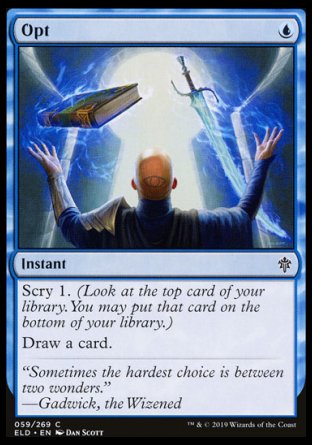 Opt
Instant
Scry 1. (Look at the top card of your
library.You may put that card on the
bottom of your library.)
Draw a card.
“Sometimes the hardest choice is between
two wonders.”
—Gadwick, the Wizened
059/269 C
ELD • EN DAN SCOTT
™ & © 2019 Wizards of the Coast